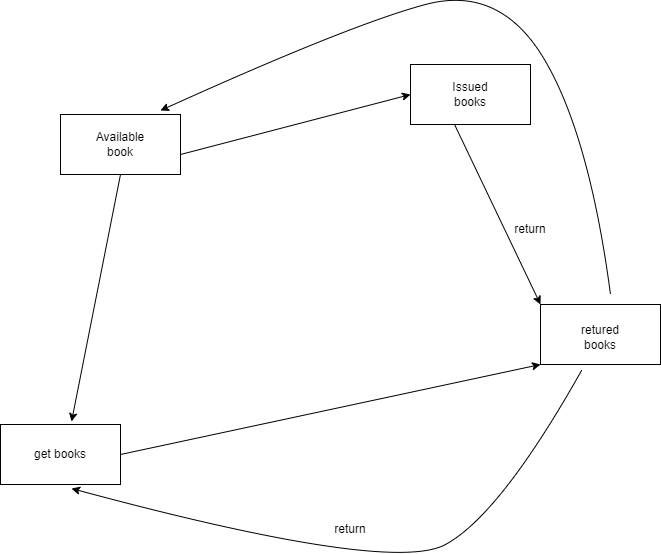 Issued
books
Available
book
return
retured
books
get books
return